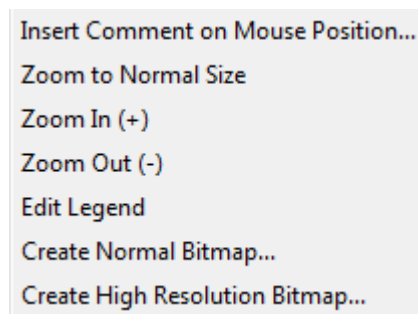 Insert Comment on Mouse Position...
Zoom to Normal Size
Zoom In (+)
Zoom Out (-)
Edit Legend
Create Normal Bitmap...
Create High Resolution Bitmap...